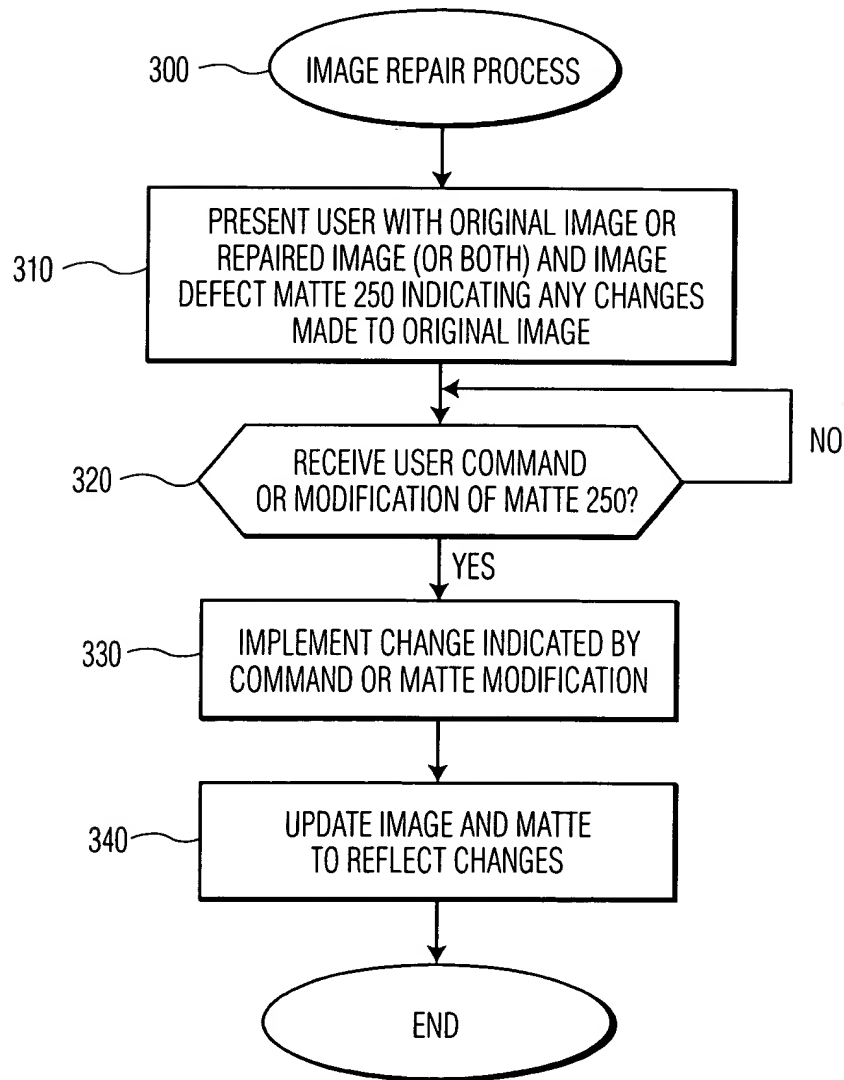 300
IMAGE REPAIR PROCESS
310
PRESENT USER WITH ORIGINAL IMAGE OR
REPAIRED IMAGE (OR BOTH) AND IMAGE
DEFECT MATTE 250 INDICATING ANY CHANGES
MADE TO ORIGINAL IMAGE
320
RECEIVE USER COMMAND
OR MODIFICATION OF MATTE 250?
NO
YES
330
IMPLEMENT CHANGE INDICATED BY
COMMAND OR MATTE MODIFICATION
340
UPDATE IMAGE AND MATTE
TO REFLECT CHANGES
END